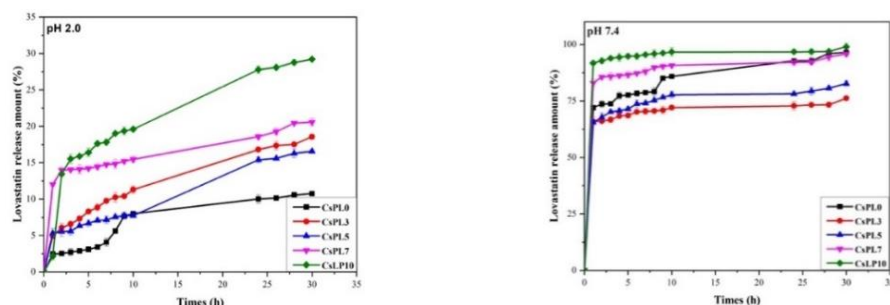 pH 2.0
Lovastatin release amount (%)
35
30
25
20
15
10
5
0
0 5 10 15 20 25 30 35
Times (h)
CsPL0
CsPL3
CsPL5
CsPL7
CsLP10
pH 7.4
Lovastatin release amount (%)
100
75
50
25
0
0 5 10 15 20 25 30 35
Times (h)
CsPL0
CsPL3
CsPL5
CsPL7
CsLP10